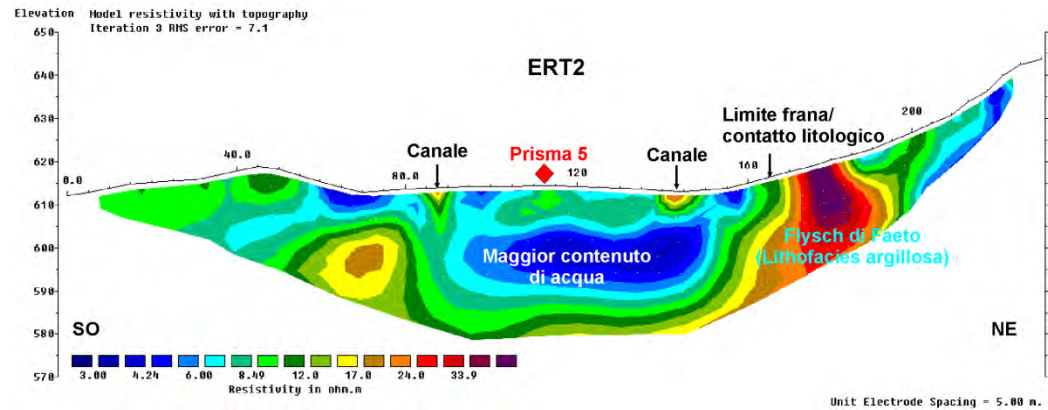 Elevation Model resistivity with topography
Iteration 3 RMS error = 7.1
650
640
630
620
610
600
590
580
570
ERT2
0.0
40.0
80.0
120
160
200
Canale
Prisma 5
Canale
Limite frana/
contatto litologico
Maggior contenuto
di acqua
Flysch di Faeto
(Lithofacies argillosa)
SO
NE
3.00 4.24 6.00 8.49 12.0 17.0 24.0 33.9
Resistivity in ohm.m
Unit Electrode Spacing = 5.00 m.